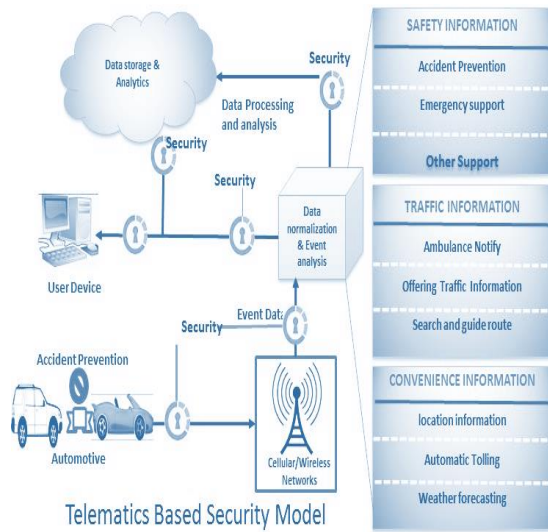 Security
Data storage &
Analytics
Data Processing
and analysis
Security
Security
Data
normalization
& Event
analysis
User Device
Event Data
Security
Accident Prevention
Automotive
Cellular/Wireless
Networks
Telematics Based Security Model
SAFETY INFORMATION
Accident Prevention
Emergency support
Other Support
TRAFFIC INFORMATION
Ambulance Notify
Offering Traffic Information
Search and guide route
CONVENIENCE INFORMATION
location information
Automatic Tolling
Weather forecasting